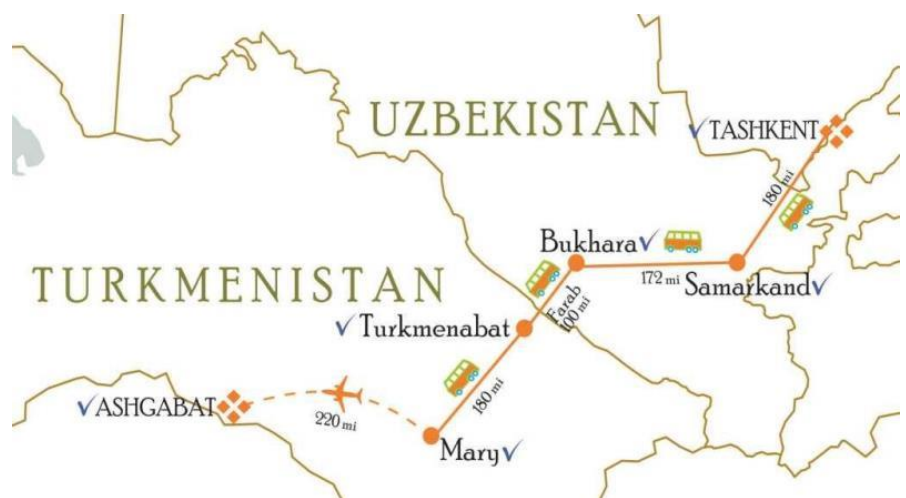 UZBEKISTAN
TASHKENT
180 mi
Bukhara
172 mi
Samarkand
TURKMENISTAN
Farab
100 mi
Turkmenabat
180 mi
ASHGABAT
220 mi
Mary